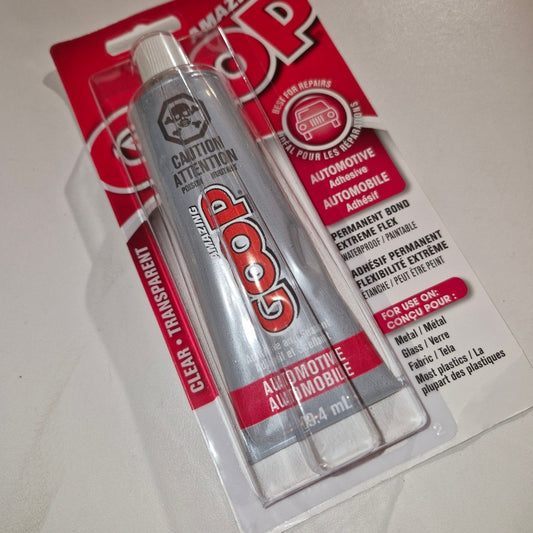 AMAZING
GOOP
BEST FOR REPAIRS
IDÉAL POUR LES RÉPARATIONS
AUTOMOTIVE
Adhesive
AUTOMOBILE
Adhésif
PERMANENT BOND
EXTREME FLEX
WATERPROOF / PAINTABLE
ADHÉSIF PERMANENT
FLEXIBILITÉ EXTRÊME
ÉTANCHE / PEUT ÊTRE PEINT
FOR USE ON:
CONÇU POUR :
Metal / Métal
Glass / Verre
Fabric / Tela
Most plastics / La
plupart des plastiques
CLEAR • TRANSPARENT
CAUTION
ATTENTION
POISON
AMAZING
GOOP
AUTOMOTIVE
AUTOMOBILE
mL